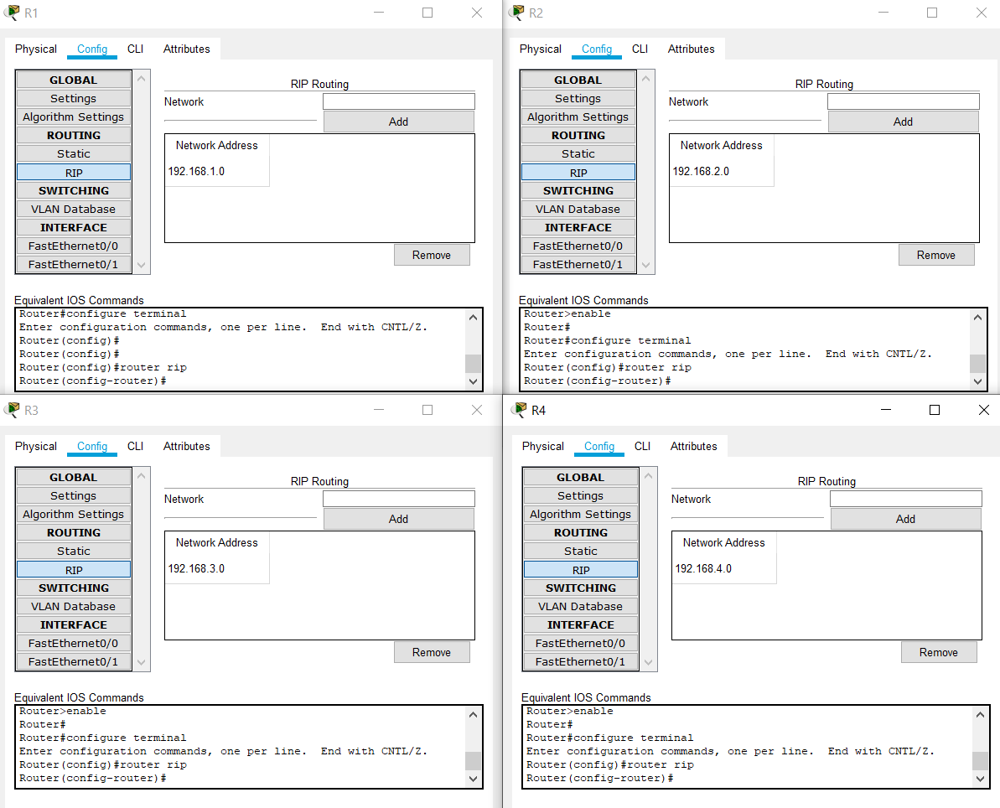 R1
Physical Config CLI Attributes
GLOBAL
Settings
Algorithm Settings
ROUTING
Static
RIP
SWITCHING
VLAN Database
INTERFACE
FastEthernet0/0
FastEthernet0/1
RIP Routing
Network
Add
Network Address
192.168.1.0
Remove
Equivalent IOS Commands
Router#configure terminal
Enter configuration commands, one per line.  End with CNTL/Z.
Router(config)#
Router(config)#
Router(config)#router rip
Router(config-router)#
R2
Physical Config CLI Attributes
GLOBAL
Settings
Algorithm Settings
ROUTING
Static
RIP
SWITCHING
VLAN Database
INTERFACE
FastEthernet0/0
FastEthernet0/1
RIP Routing
Network
Add
Network Address
192.168.2.0
Remove
Equivalent IOS Commands
Router>enable
Router#
Router#configure terminal
Enter configuration commands, one per line.  End with CNTL/Z.
Router(config)#router rip
Router(config-router)#
R3
Physical Config CLI Attributes
GLOBAL
Settings
Algorithm Settings
ROUTING
Static
RIP
SWITCHING
VLAN Database
INTERFACE
FastEthernet0/0
FastEthernet0/1
RIP Routing
Network
Add
Network Address
192.168.3.0
Remove
Equivalent IOS Commands
Router>enable
Router#
Router#configure terminal
Enter configuration commands, one per line.  End with CNTL/Z.
Router(config)#router rip
Router(config-router)#
R4
Physical Config CLI Attributes
GLOBAL
Settings
Algorithm Settings
ROUTING
Static
RIP
SWITCHING
VLAN Database
INTERFACE
FastEthernet0/0
FastEthernet0/1
RIP Routing
Network
Add
Network Address
192.168.4.0
Remove
Equivalent IOS Commands
Router>enable
Router#
Router#configure terminal
Enter configuration commands, one per line.  End with CNTL/Z.
Router(config)#router rip
Router(config-router)#